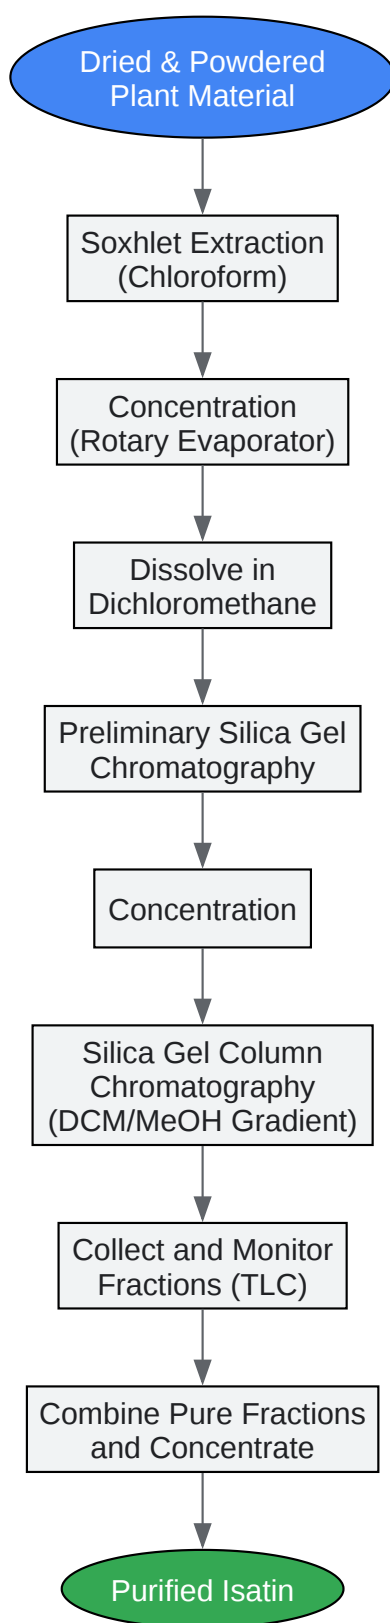 Dried & Powdered
Plant Material
Soxhlet Extraction
(Chloroform)
Concentration
(Rotary Evaporator)
Dissolve in
Dichloromethane
Preliminary Silica Gel
Chromatography
Concentration
Silica Gel Column
Chromatography
(DCM/MeOH Gradient)
Collect and Monitor
Fractions (TLC)
Combine Pure Fractions
and Concentrate
Purified Isatin